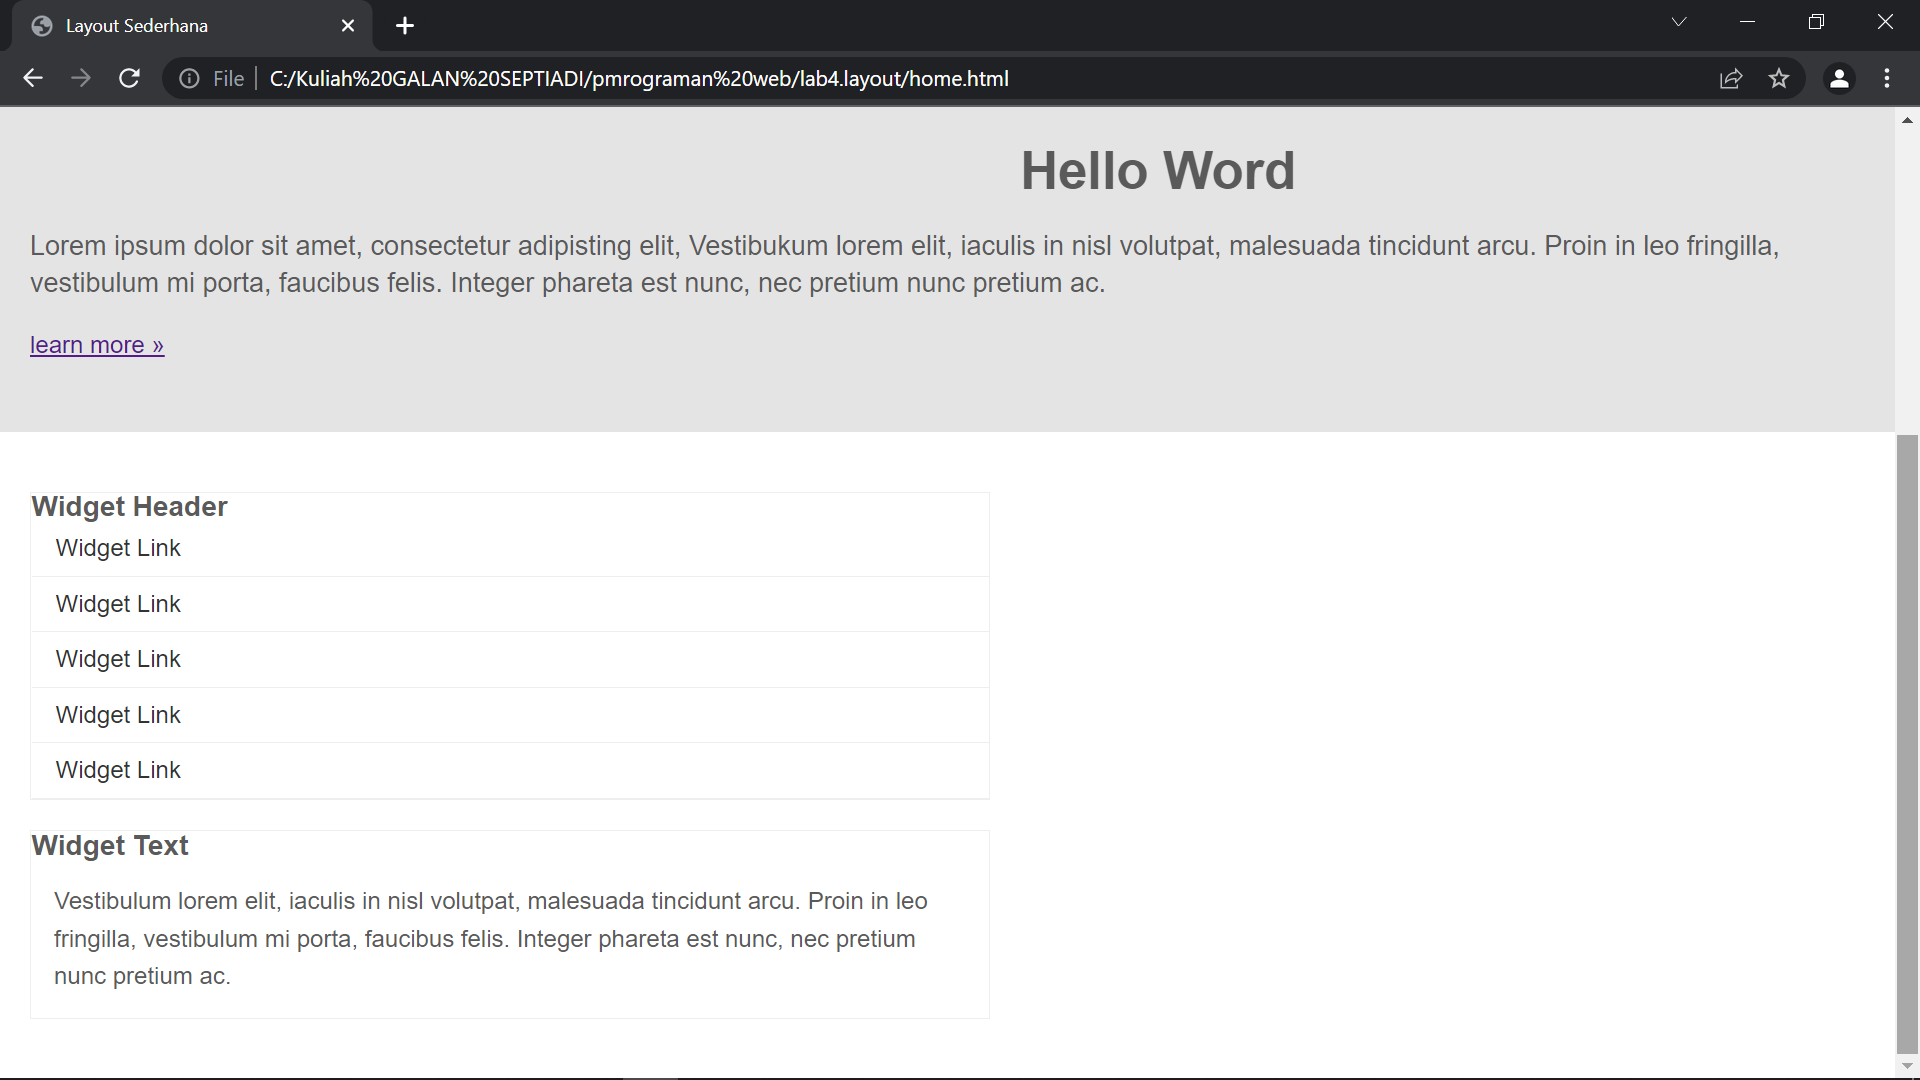 Layout Sederhana
File C:/Kuliah%20GALAN%20SEPTIADI/pmrograman%20web/lab4.layout/home.html
Hello Word
Lorem ipsum dolor sit amet, consectetur adipisting elit, Vestibukum lorem elit, iaculis in nisl volutpat, malesuada tincidunt arcu. Proin in leo fringilla,
vestibulum mi porta, faucibus felis. Integer phareta est nunc, nec pretium nunc pretium ac.
learn more »
Widget Header
Widget Link
Widget Link
Widget Link
Widget Link
Widget Link
Widget Text
Vestibulum lorem elit, iaculis in nisl volutpat, malesuada tincidunt arcu. Proin in leo
fringilla, vestibulum mi porta, faucibus felis. Integer phareta est nunc, nec pretium
nunc pretium ac.